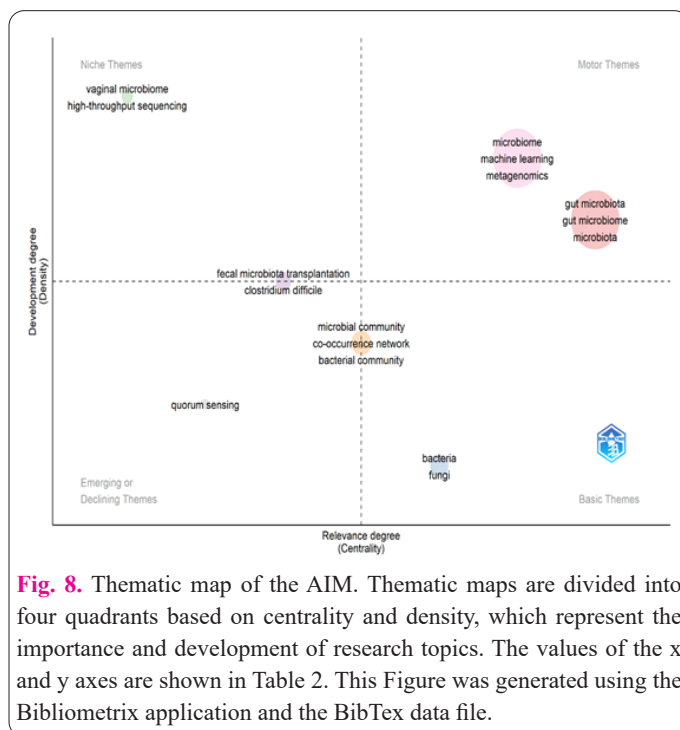 Niche Themes
Motor Themes
vaginal microbiome
high-throughput sequencing
microbiome
machine learning
metagenomics
gut microbiota
gut microbiome
microbiota
Development degree
(Density)
fecal microbiota transplantation
clostridium difficile
microbial community
co-occurrence network
bacterial community
quorum sensing
bacteria
fungi
Emerging or
Declining Themes
Basic Themes
Relevance degree
(Centrality)
Fig. 8. Thematic map of the AIM. Thematic maps are divided into
four quadrants based on centrality and density, which represent the
importance and development of research topics. The values of the x
and y axes are shown in Table 2. This Figure was generated using the
Bibliometrix application and the BibTex data file.